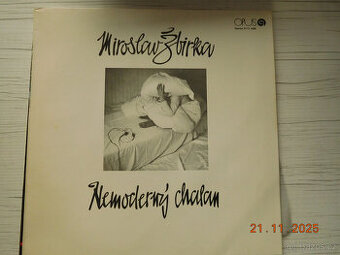 OPUS
Miroslav Žbirka
Nemoderný chalan
21.11.2025